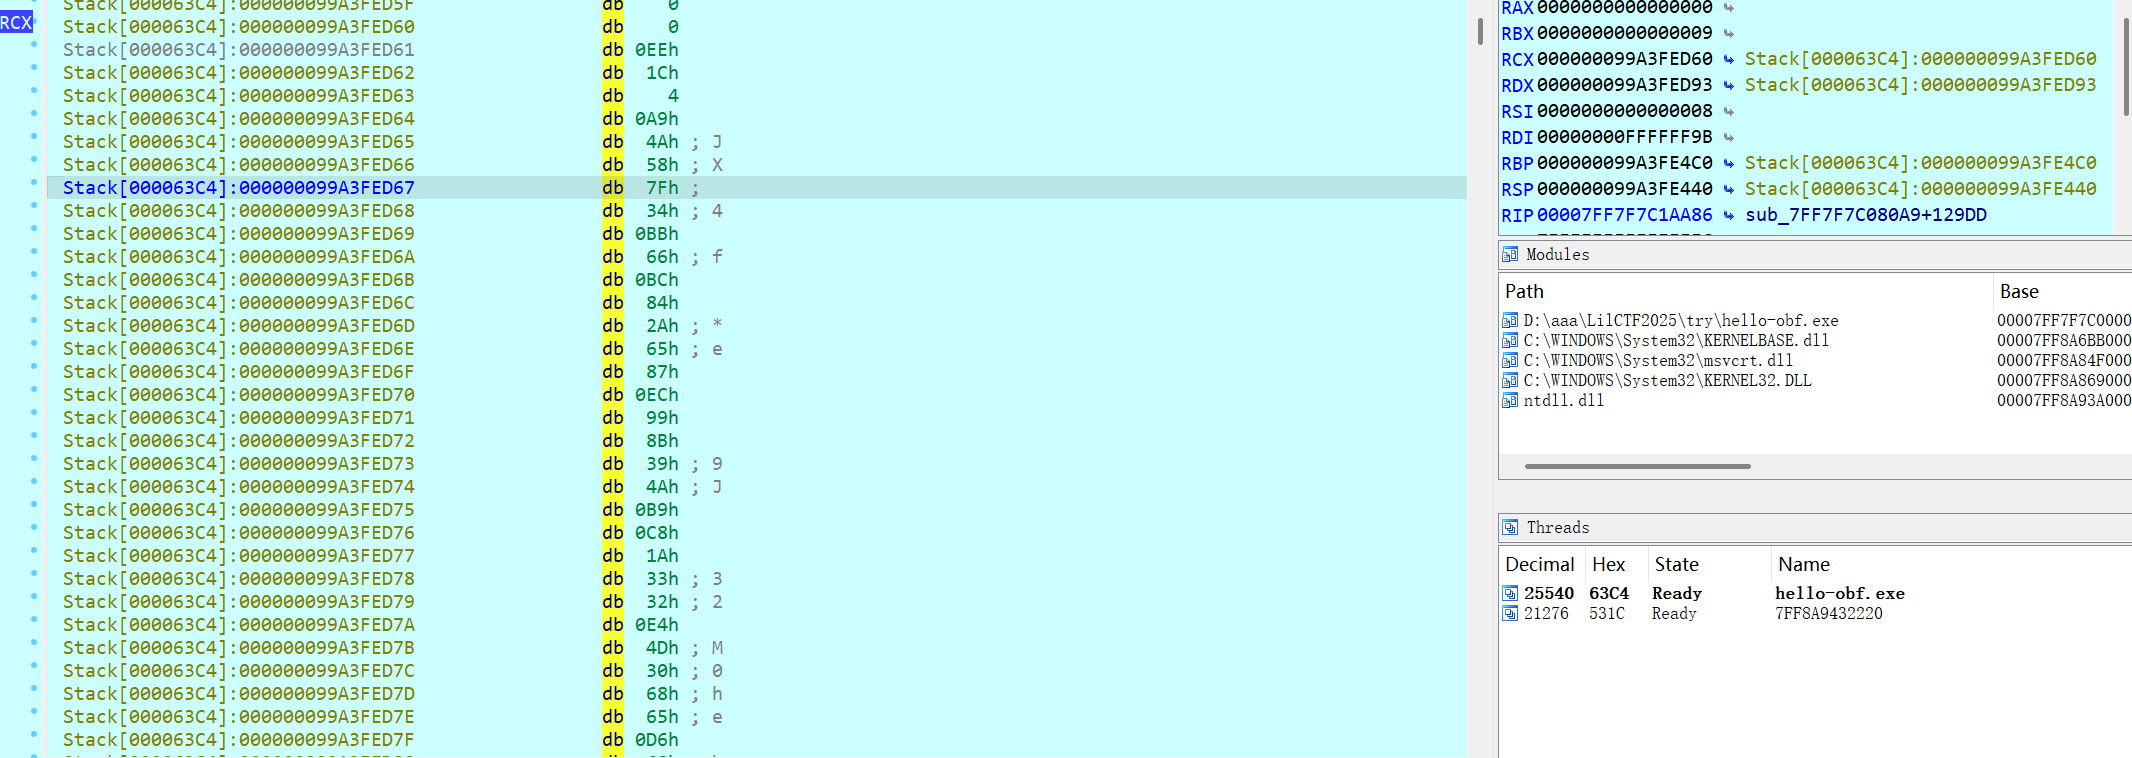 Stack[000063C4]:000000099A3FED5F db 0
RCX Stack[000063C4]:000000099A3FED60 db 0
Stack[000063C4]:000000099A3FED61 db 0EEh
Stack[000063C4]:000000099A3FED62 db 1Ch
Stack[000063C4]:000000099A3FED63 db 4
Stack[000063C4]:000000099A3FED64 db 0A9h
Stack[000063C4]:000000099A3FED65 db 4Ah ; J
Stack[000063C4]:000000099A3FED66 db 58h ; X
Stack[000063C4]:000000099A3FED67 db 7Fh ;
Stack[000063C4]:000000099A3FED68 db 34h ; 4
Stack[000063C4]:000000099A3FED69 db 0BBh
Stack[000063C4]:000000099A3FED6A db 66h ; f
Stack[000063C4]:000000099A3FED6B db 0BCh
Stack[000063C4]:000000099A3FED6C db 84h
Stack[000063C4]:000000099A3FED6D db 2Ah ; *
Stack[000063C4]:000000099A3FED6E db 65h ; e
Stack[000063C4]:000000099A3FED6F db 87h
Stack[000063C4]:000000099A3FED70 db 0ECh
Stack[000063C4]:000000099A3FED71 db 99h
Stack[000063C4]:000000099A3FED72 db 8Bh
Stack[000063C4]:000000099A3FED73 db 39h ; 9
Stack[000063C4]:000000099A3FED74 db 4Ah ; J
Stack[000063C4]:000000099A3FED75 db 0B9h
Stack[000063C4]:000000099A3FED76 db 0C8h
Stack[000063C4]:000000099A3FED77 db 1Ah
Stack[000063C4]:000000099A3FED78 db 33h ; 3
Stack[000063C4]:000000099A3FED79 db 32h ; 2
Stack[000063C4]:000000099A3FED7A db 0E4h
Stack[000063C4]:000000099A3FED7B db 4Dh ; M
Stack[000063C4]:000000099A3FED7C db 30h ; 0
Stack[000063C4]:000000099A3FED7D db 68h ; h
Stack[000063C4]:000000099A3FED7E db 65h ; e
Stack[000063C4]:000000099A3FED7F db 0D6h
RAX 0000000000000000
RBX 0000000000000009
RCX 000000099A3FED60 Stack[000063C4]:000000099A3FED60
RDX 000000099A3FED93 Stack[000063C4]:000000099A3FED93
RSI 0000000000000008
RDI 00000000FFFFFF9B
RBP 000000099A3FE4C0 Stack[000063C4]:000000099A3FE4C0
RSP 000000099A3FE440 Stack[000063C4]:000000099A3FE440
RIP 00007FF7F7C1AA86 sub_7FF7F7C080A9+129DD
Modules
Path Base
D:\aaa\LilCTF2025\try\hello-obf.exe 00007FF7F7C0000
C:\WINDOWS\System32\KERNELBASE.dll 00007FF8A6BB000
C:\WINDOWS\System32\msvcrt.dll 00007FF8A84F000
C:\WINDOWS\System32\KERNEL32.DLL 00007FF8A869000
ntdll.dll 00007FF8A93A000
Threads
Decimal Hex State Name
25540 63C4 Ready hello-obf.exe
21276 531C Ready 7FF8A9432220